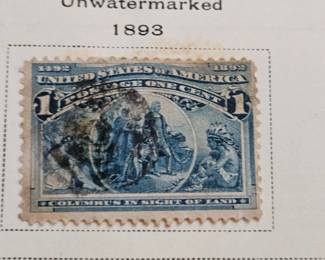 Unwatermarked
1893
1492 1892
UNITED STATES OF AMERICA
POSTAGE ONE CENT
1 1
COLUMBUS IN SIGHT OF LAND